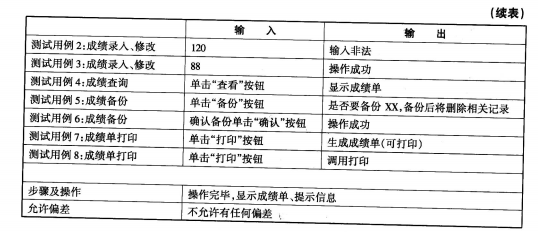 (续表)
输 入 输 出
测试用例 2:成绩录入、修改 120 输入非法
测试用例 3:成绩录入、修改 88 操作成功
测试用例 4:成绩查询 单击“查看”按钮 显示成绩单
测试用例 5:成绩备份 单击“备份”按钮 是否要备份 XX,备份后将删除相关记录
测试用例 6:成绩备份 确认备份单击“确认”按钮 操作成功
测试用例 7:成绩单打印 单击“打印”按钮 生成成绩单(可打印)
测试用例 8:成绩单打印 单击“打印”按钮 调用打印
步骤及操作 操作完毕,显示成绩单、提示信息
允许偏差 不允许有任何偏差